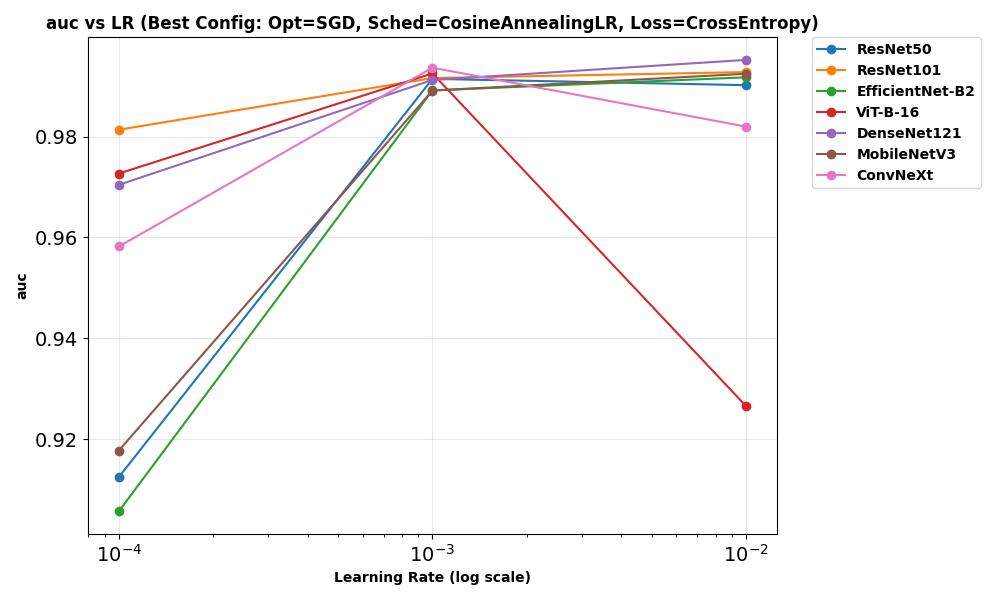 auc vs LR (Best Config: Opt=SGD, Sched=CosineAnnealingLR, Loss=CrossEntropy)
ResNet50
ResNet101
EfficientNet-B2
ViT-B-16
DenseNet121
MobileNetV3
ConvNeXt
0.98
0.96
0.94
0.92
auc
10⁻⁴ 10⁻³ 10⁻²
Learning Rate (log scale)